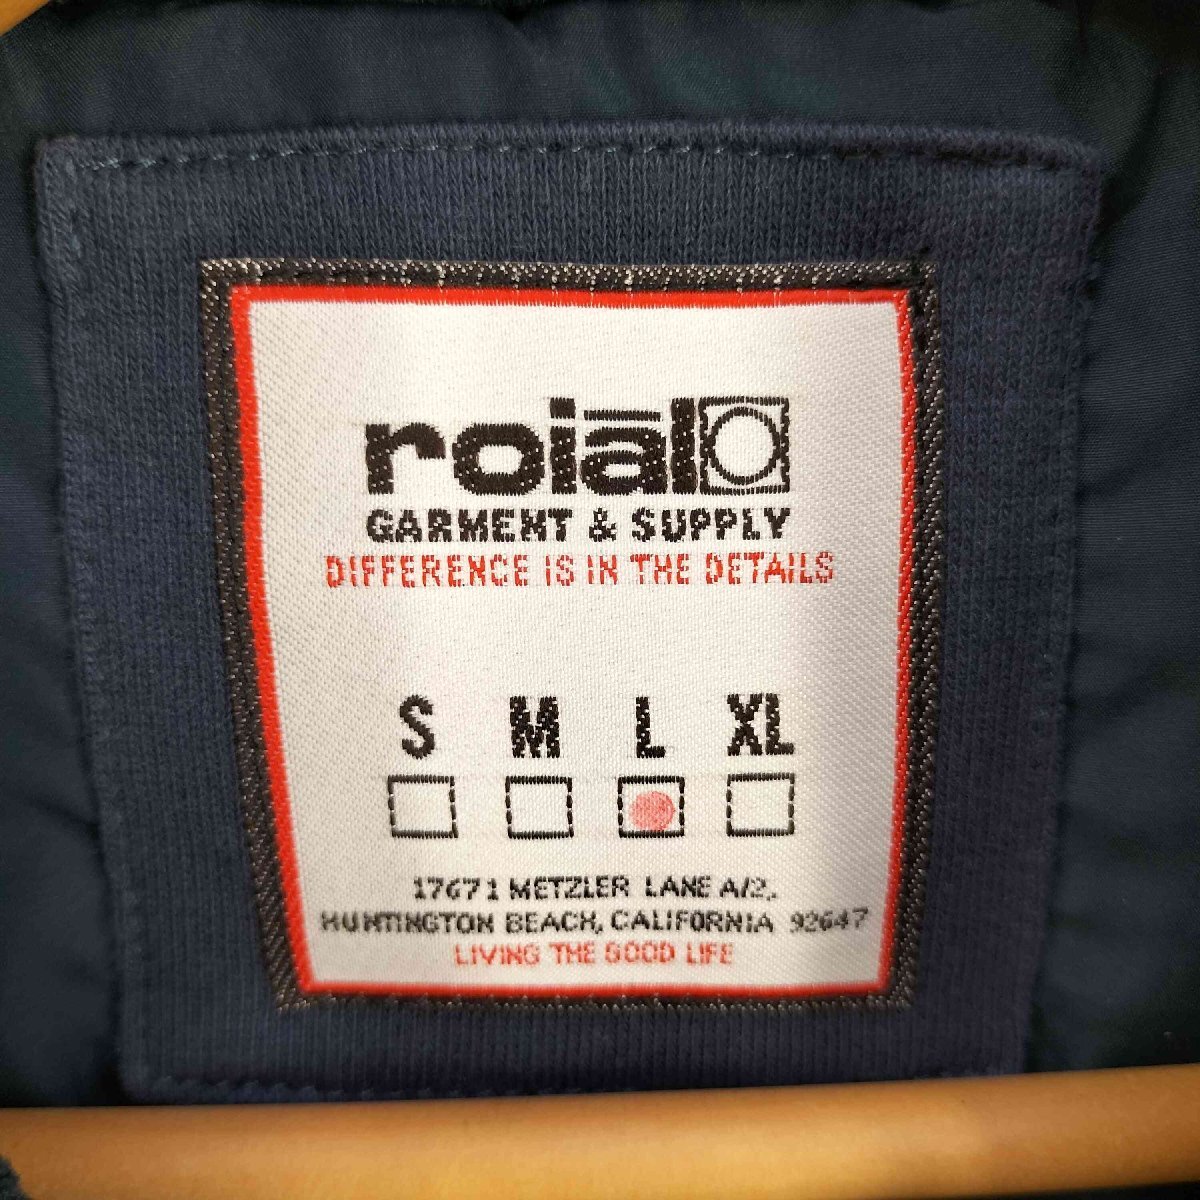 roiāl
GARMENT & SUPPLY
DIFFERENCE IS IN THE DETAILS
S M L XL
17671 METZLER LANE A/2,
HUNTINGTON BEACH, CALIFORNIA 92647
LIVING THE GOOD LIFE